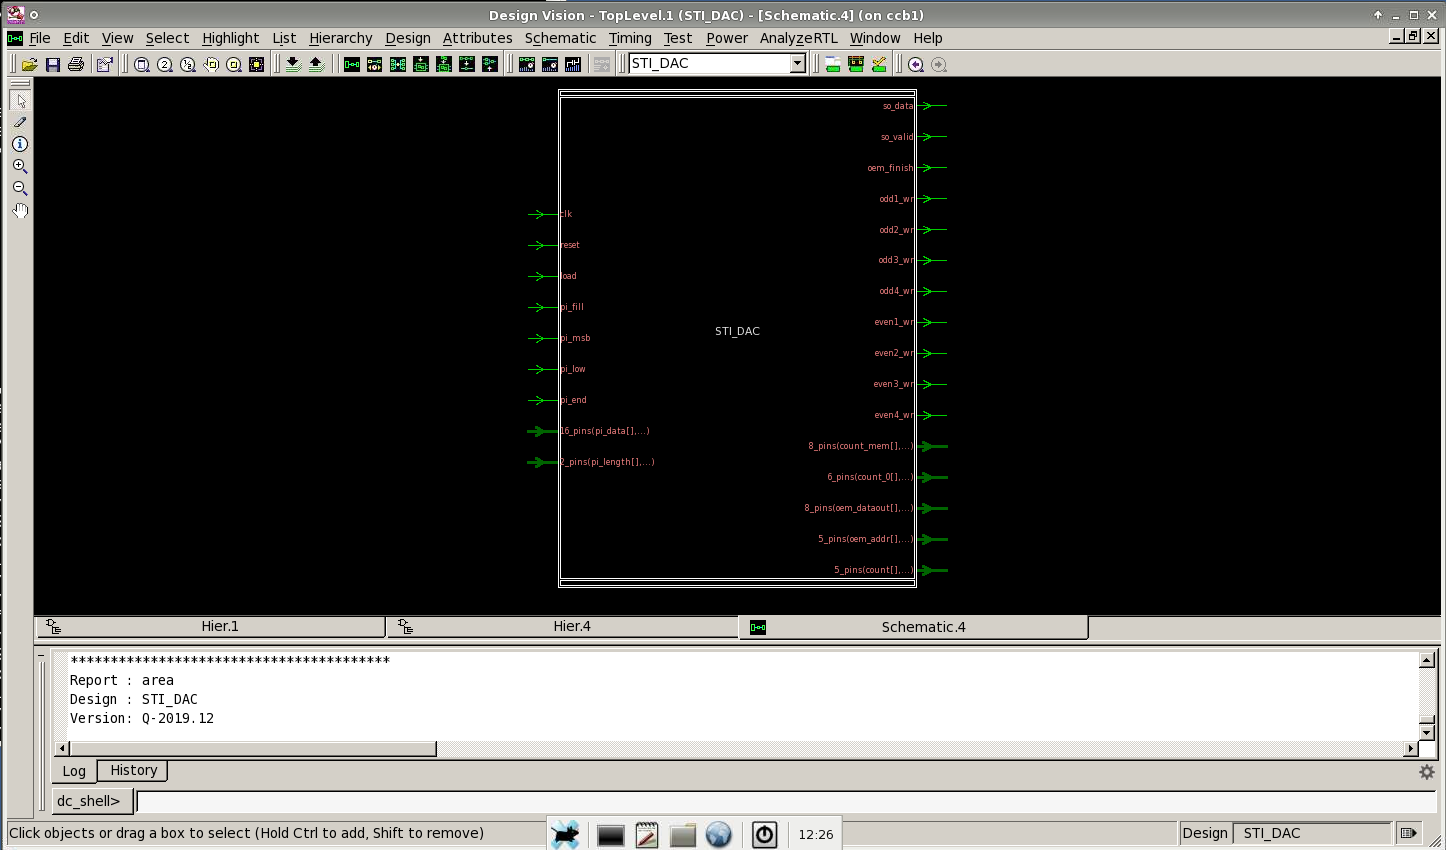 Design Vision - TopLevel.1 (STI_DAC) - [Schematic.4] (on ccb1)
File Edit View Select Highlight List Hierarchy Design Attributes Schematic Timing Test Power AnalyzeRTL Window Help
STI_DAC
so_data
so_valid
oem_finish
odd1_wr
clk
odd2_wr
reset
odd3_wr
load
odd4_wr
pi_fill
even1_wr
STI_DAC
pi_msb
even2_wr
pi_low
even3_wr
pi_end
even4_wr
16_pins(pi_data[],...)
8_pins(count_mem[],...)
2_pins(pi_length[],...)
6_pins(count_0[],...)
8_pins(oem_dataout[],...)
5_pins(oem_addr[],...)
5_pins(count[],...)
Hier.1 Hier.4 Schematic.4
****************************************
Report : area
Design : STI_DAC
Version: Q-2019.12
Log History
dc_shell>
Click objects or drag a box to select (Hold Ctrl to add, Shift to remove) 12:26 Design STI_DAC